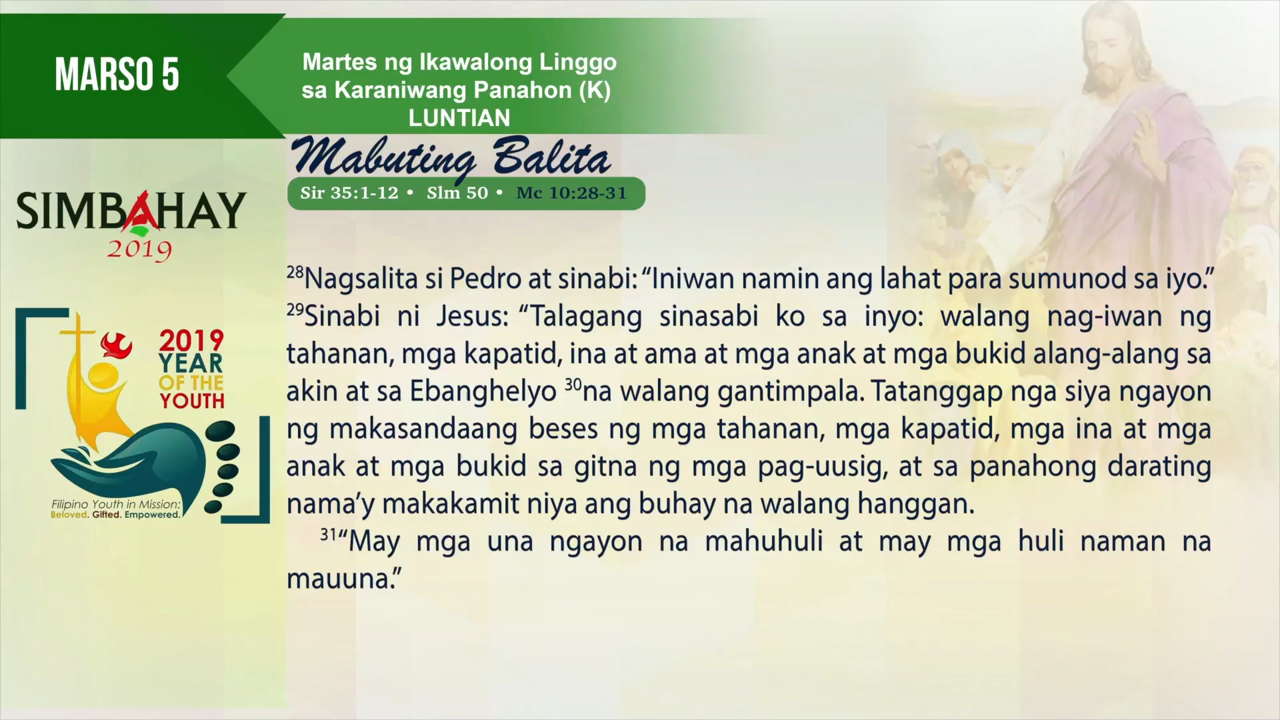 MARSO 5
Martes ng Ikawalong Linggo
sa Karaniwang Panahon (K)
LUNTIAN
Mabuting Balita
Sir 35:1-12 • Slm 50 • Mc 10:28-31
SIMBAHAY
2019
2019
YEAR
OF THE
YOUTH
Filipino Youth in Mission:
Beloved. Gifted. Empowered.
28Nagsalita si Pedro at sinabi: “Iniwan namin ang lahat para sumunod sa iyo.”
29Sinabi ni Jesus: “Talagang sinasabi ko sa inyo: walang nag-iwan ng
tahanan, mga kapatid, ina at ama at mga anak at mga bukid alang-alang sa
akin at sa Ebanghelyo 30na walang gantimpala. Tatanggap nga siya ngayon
ng makasandaang beses ng mga tahanan, mga kapatid, mga ina at mga
anak at mga bukid sa gitna ng mga pag-uusig, at sa panahong darating
nama’y makakamit niya ang buhay na walang hanggan.
31“May mga una ngayon na mahuhuli at may mga huli naman na
mauuna.”